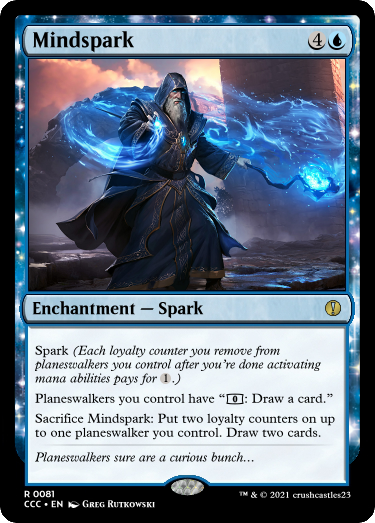 Mindspark 4
Enchantment — Spark
Spark (Each loyalty counter you remove from
planeswalkers you control after you're done activating
mana abilities pays for 1.)
Planeswalkers you control have “0: Draw a card.”
Sacrifice Mindspark: Put two loyalty counters on up
to one planeswalker you control. Draw two cards.
Planeswalkers sure are a curious bunch…
R 0081
CCC • EN Greg Rutkowski
™ & © 2021 crushcastles23